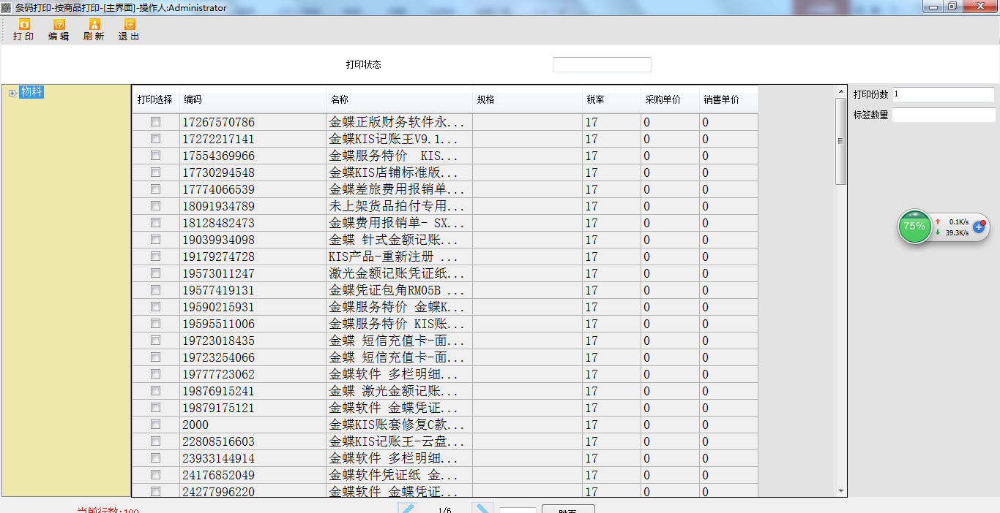 条码打印-按商品打印-[主界面]-操作人:Administrator
打 印 编 辑 刷 新 退 出
打印状态
物料
打印选择 编码 名称 规格 税率 采购单价 销售单价
17267570786 金蝶正版财务软件永... 17 0 0
17272217141 金蝶KIS记账王V9.1... 17 0 0
17554369966 金蝶服务特价 KIS... 17 0 0
17730294548 金蝶KIS店铺标准版... 17 0 0
17774066539 金蝶差旅费用报销单... 17 0 0
18091934789 未上架货品拍付专用... 17 0 0
18128482473 金蝶费用报销单- SX... 17 0 0
19039934098 金蝶 针式金额记账... 17 0 0
19179274728 KIS产品-重新注册 ... 17 0 0
19573011247 激光金额记账凭证纸... 17 0 0
19577419131 金蝶凭证包角RM05B ... 17 0 0
19590215931 金蝶服务特价 金蝶K... 17 0 0
19595511006 金蝶服务特价 KIS账... 17 0 0
19723018435 金蝶 短信充值卡-面... 17 0 0
19723254066 金蝶 短信充值卡-面... 17 0 0
19777723062 金蝶软件 多栏明细... 17 0 0
19876915241 金蝶 激光金额记账... 17 0 0
19879175121 金蝶软件 金蝶凭证... 17 0 0
2000 金蝶KIS账套修复C款... 17 0 0
22808516603 金蝶KIS记账王-云盘... 17 0 0
23933144914 金蝶软件 多栏明细... 17 0 0
24176852049 金蝶软件凭证纸 金... 17 0 0
24277996220 金蝶软件 金蝶凭证... 17 0 0
打印份数 1
标签数量
75% 0.1K/s
39.3K/s
当前行数:100 1/6 跳页